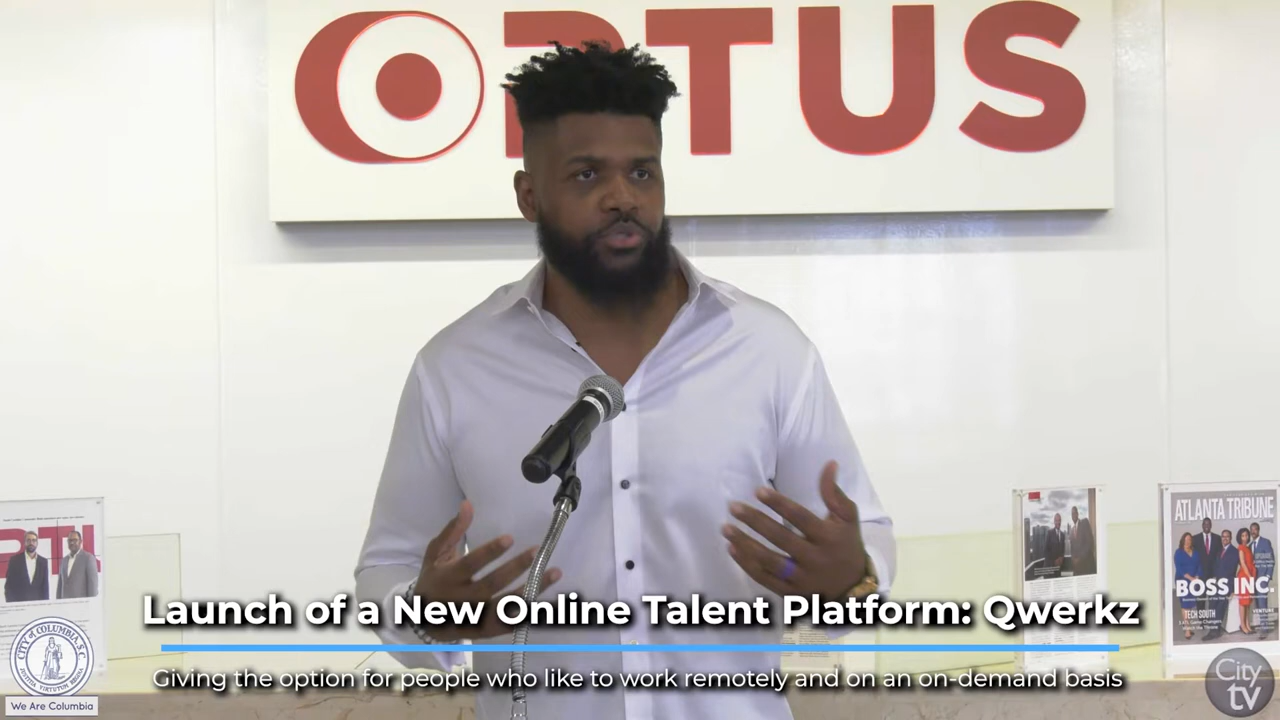 OPTUS
ATLANTA TRIBUNE
BOSS INC.
TECH SOUTH
Launch of a New Online Talent Platform: Qwerkz
Giving the option for people who like to work remotely and on an on-demand basis
CITY OF COLUMBIA, S.C.
We Are Columbia
City
tv